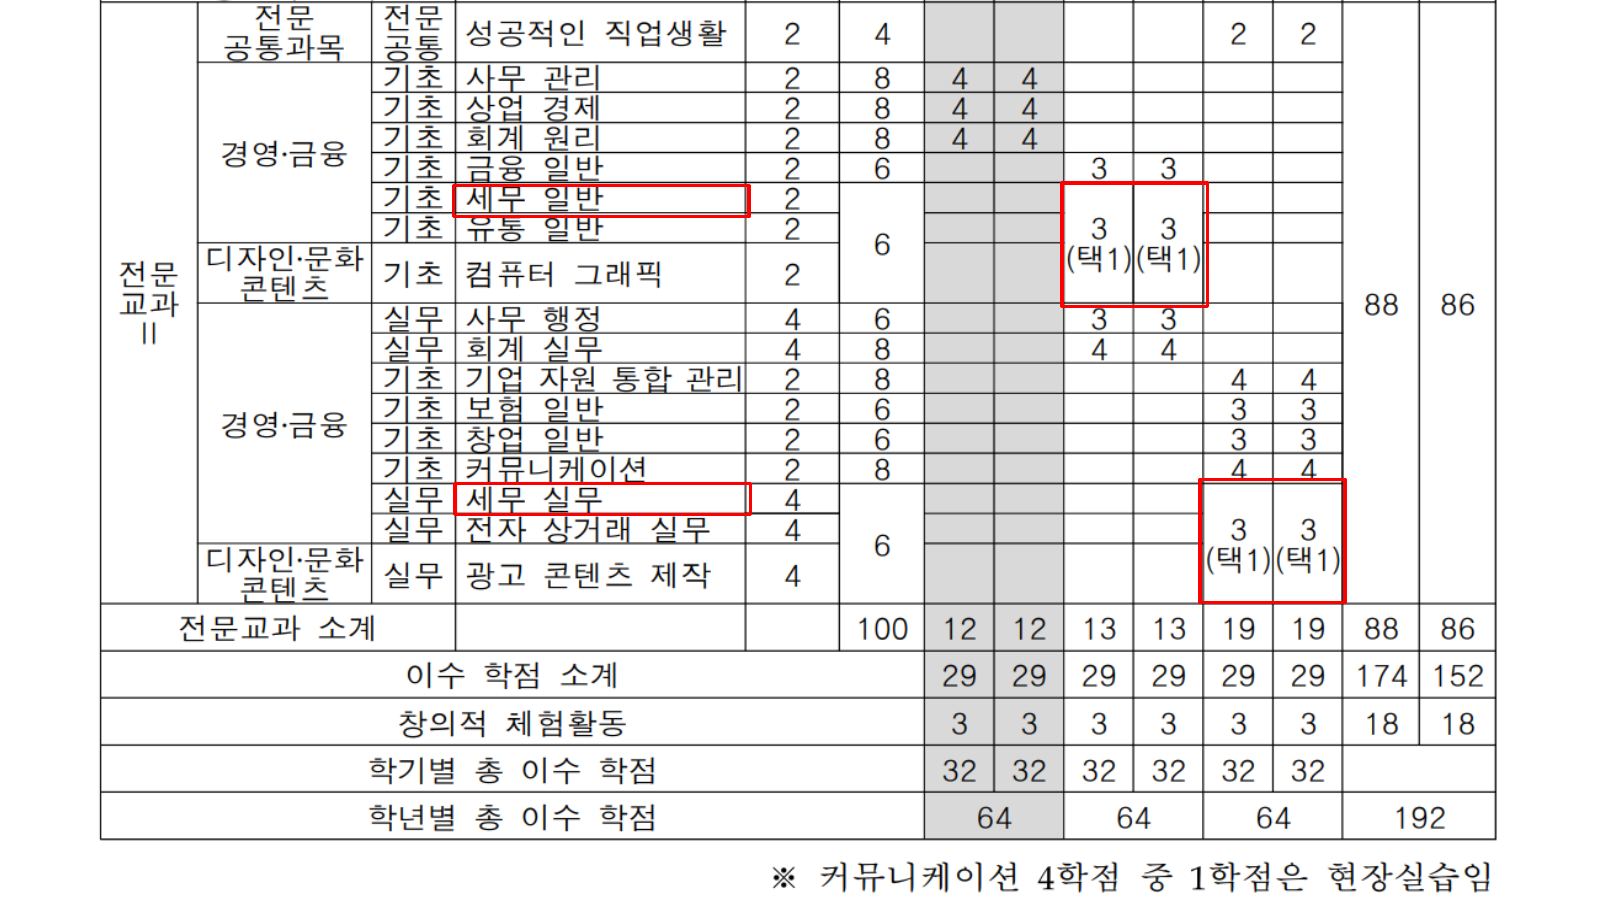 전문 공통과목 전문 공통 성공적인 직업생활 2 4 2 2
기초 사무 관리 2 8 4 4
기초 상업 경제 2 8 4 4
기초 회계 원리 2 8 4 4
경영·금융
기초 금융 일반 2 6 3 3
기초 세무 일반 2
기초 유통 일반 2
6
3 3
(택1) (택1)
디자인·문화
콘텐츠
기초 컴퓨터 그래픽 2
전문
교과
Ⅱ
88 86
실무 사무 행정 4 6 3 3
실무 회계 실무 4 8 4 4
기초 기업 자원 통합 관리 2 8 4 4
기초 보험 일반 2 6 3 3
경영·금융
기초 창업 일반 2 6 3 3
기초 커뮤니케이션 2 8 4 4
실무 세무 실무 4
실무 전자 상거래 실무 4
6
3 3
(택1) (택1)
디자인·문화
콘텐츠
실무 광고 콘텐츠 제작 4
전문교과 소계 100 12 12 13 13 19 19 88 86
이수 학점 소계 29 29 29 29 29 29 174 152
창의적 체험활동 3 3 3 3 3 3 18 18
학기별 총 이수 학점 32 32 32 32 32 32
학년별 총 이수 학점 64 64 64 192
※ 커뮤니케이션 4학점 중 1학점은 현장실습임